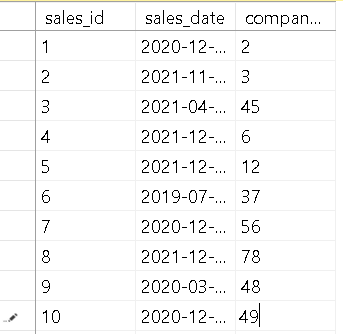 sales_id sales_date compan...
1 2020-12-... 2
2 2021-11-... 3
3 2021-04-... 45
4 2021-12-... 6
5 2021-12-... 12
6 2019-07-... 37
7 2020-12-... 56
8 2021-12-... 78
9 2020-03-... 48
10 2020-12-... 49